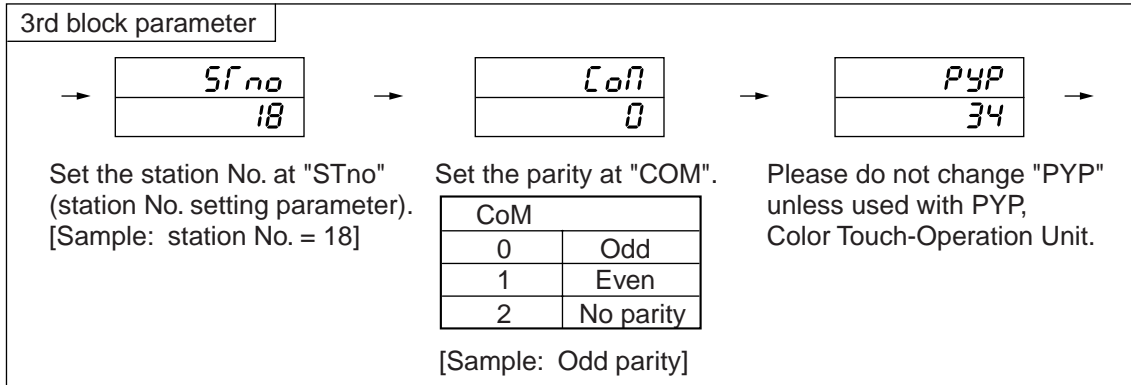 3rd block parameter
STno
18
CoM
0
PYP
34
Set the station No. at "STno"
(station No. setting parameter).
[Sample: station No. = 18]
Set the parity at "COM".
CoM
0 Odd
1 Even
2 No parity
[Sample: Odd parity]
Please do not change "PYP"
unless used with PYP,
Color Touch-Operation Unit.